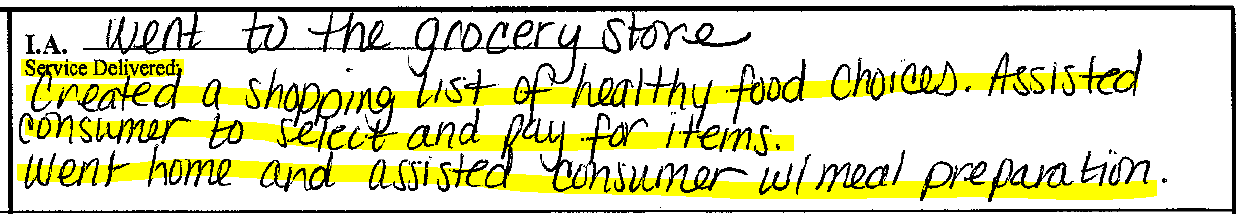 I.A. Went to the grocery store
Service Delivered:
Created a shopping list of healthy food choices. Assisted
consumer to select and pay for items.
Went home and assisted consumer w/ meal preparation.